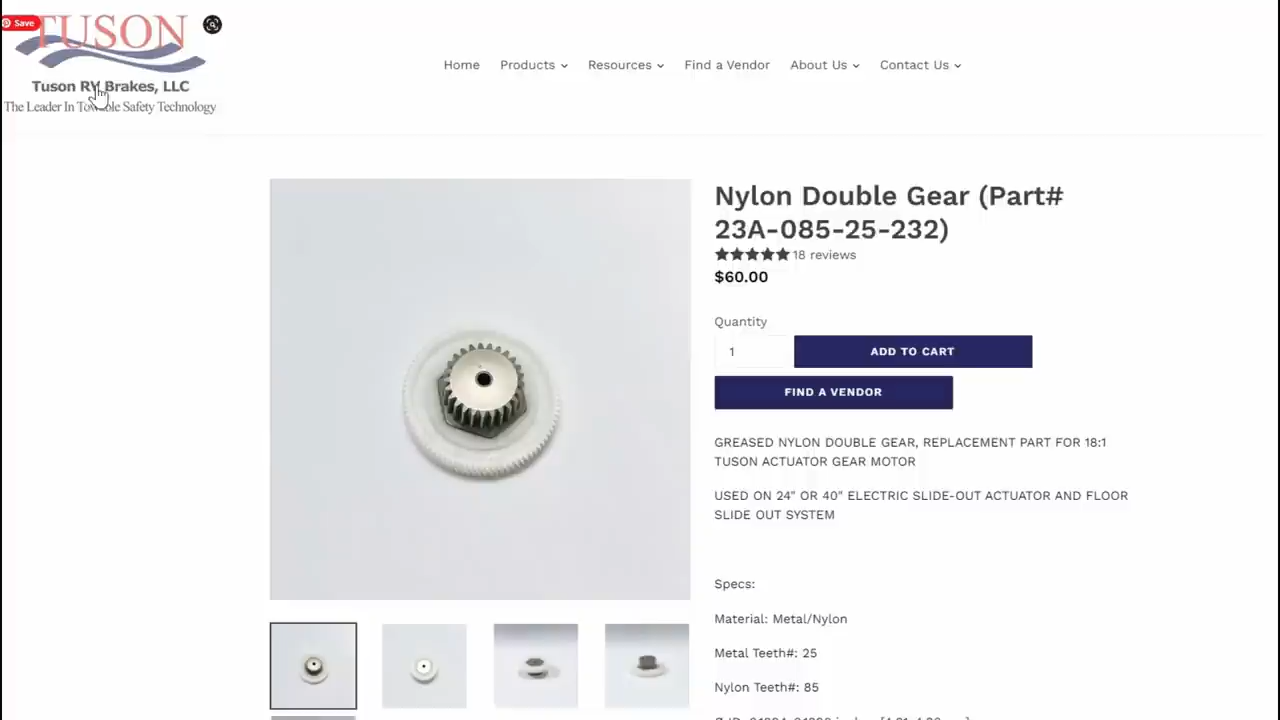 Save
TUSON
Tuson RV Brakes, LLC
The Leader In Towable Safety Technology
Home
Products
Resources
Find a Vendor
About Us
Contact Us
Nylon Double Gear (Part#
23A-085-25-232)
18 reviews
$60.00
Quantity
1
ADD TO CART
FIND A VENDOR
GREASED NYLON DOUBLE GEAR, REPLACEMENT PART FOR 18:1
TUSON ACTUATOR GEAR MOTOR
USED ON 24" OR 40" ELECTRIC SLIDE-OUT ACTUATOR AND FLOOR
SLIDE OUT SYSTEM
Specs:
Material: Metal/Nylon
Metal Teeth#: 25
Nylon Teeth#: 85